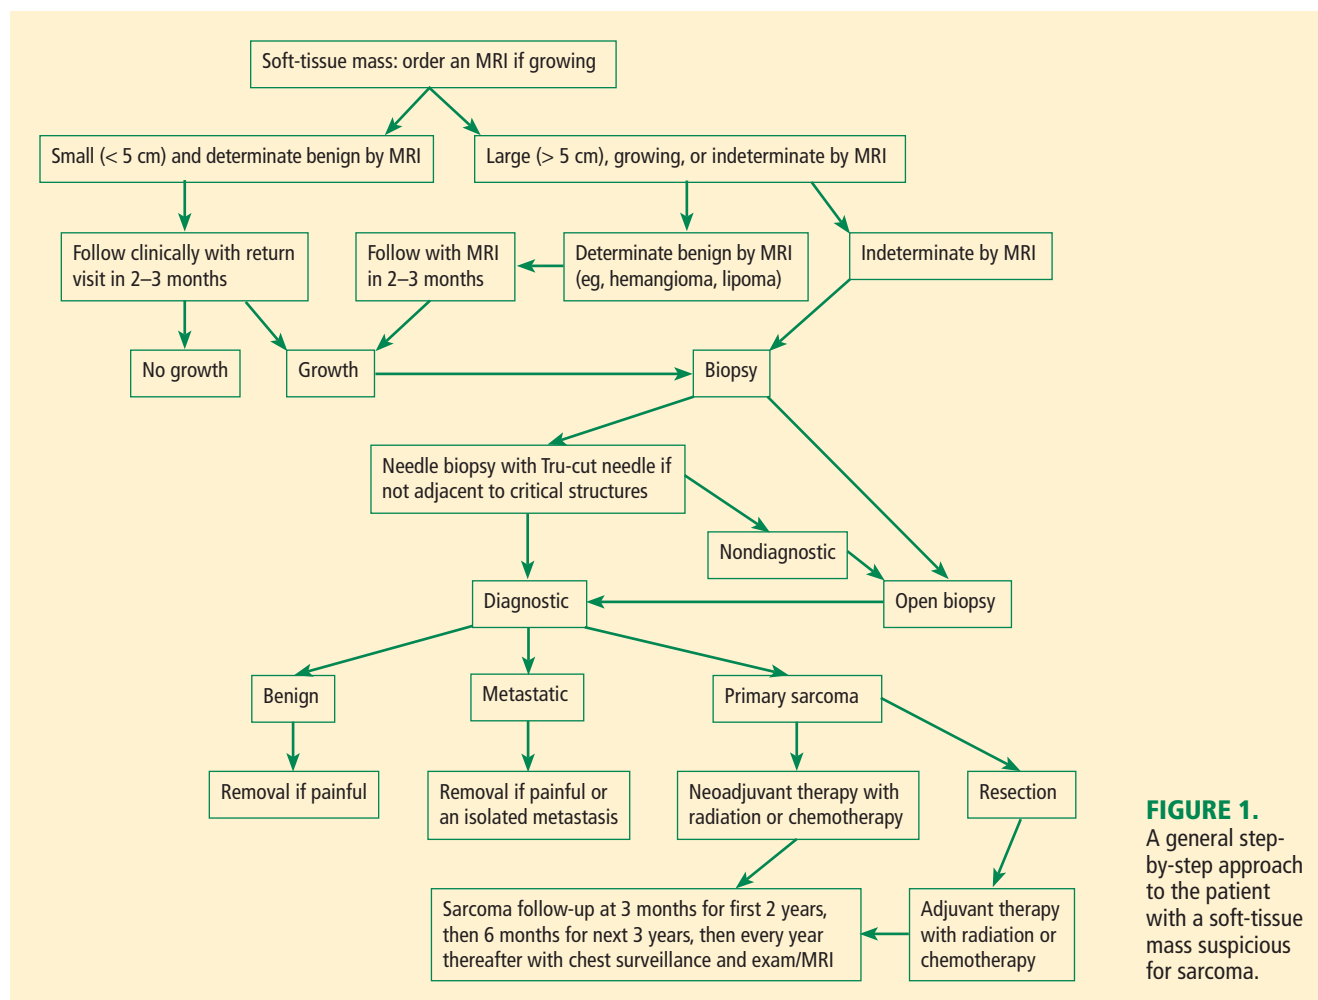 Soft-tissue mass: order an MRI if growing
Small (< 5 cm) and determinate benign by MRI
Large (> 5 cm), growing, or indeterminate by MRI
Follow clinically with return
visit in 2–3 months
Follow with MRI
in 2–3 months
Determinate benign by MRI
(eg, hemangioma, lipoma)
Indeterminate by MRI
No growth
Growth
Biopsy
Needle biopsy with Tru-cut needle if
not adjacent to critical structures
Nondiagnostic
Diagnostic
Open biopsy
Benign
Metastatic
Primary sarcoma
Removal if painful
Removal if painful or
an isolated metastasis
Neoadjuvant therapy with
radiation or chemotherapy
Resection
Sarcoma follow-up at 3 months for first 2 years,
then 6 months for next 3 years, then every year
thereafter with chest surveillance and exam/MRI
Adjuvant therapy
with radiation or
chemotherapy
FIGURE 1.
A general step-
by-step approach
to the patient
with a soft-tissue
mass suspicious
for sarcoma.